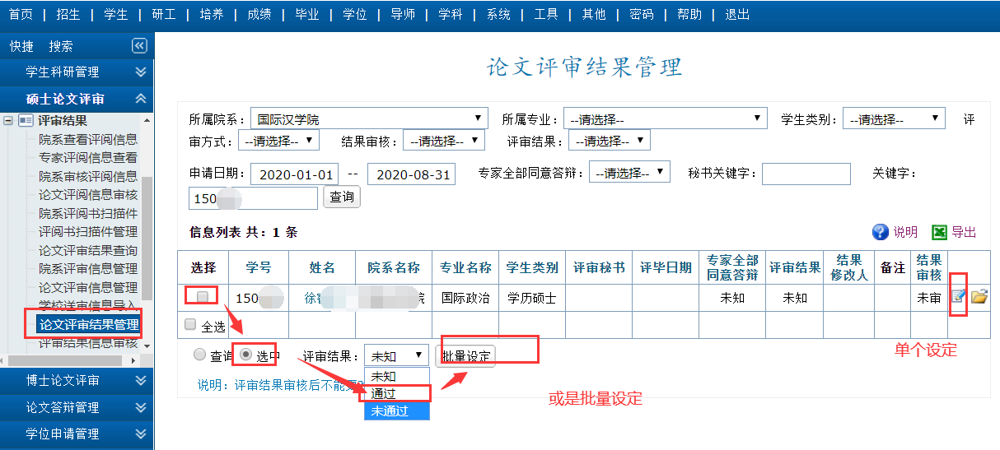 首页 | 招生 | 学生 | 研工 | 培养 | 成绩 | 毕业 | 学位 | 导师 | 学科 | 系统 | 工具 | 其他 | 密码 | 帮助 | 退出
快捷 搜索
学生科研管理
硕士论文评审
评审结果
院系查看评阅信息
专家评阅信息查看
院系审核评阅信息
论文评阅信息审核
院系评阅书扫描件
评阅书扫描件管理
论文评审结果查询
院系评审信息管理
论文评审信息管理
学校送审信息导入
论文评审结果管理
评审结果信息审核
博士论文评审
论文答辩管理
学位申请管理
论文评审结果管理
所属院系: 国际汉学院 所属专业: --请选择-- 学生类别: --请选择-- 评
审方式: --请选择-- 结果审核: --请选择-- 评审结果: --请选择--
申请日期: 2020-01-01 -- 2020-08-31 专家全部同意答辩: --请选择-- 秘书关键字: 关键字:
150 查询
信息列表 共: 1 条 说明 导出
选择 学号 姓名 院系名称 专业名称 学生类别 评审秘书 评毕日期 专家全部同意答辩 评审结果 结果修改人 备注 结果审核
150 徐 院 国际政治 学历硕士 未知 未知 未审
全选
查询 选中 评审结果: 未知 批量设定
未知
通过
未通过
说明: 评审结果审核后不能更
单个设定
或是批量设定